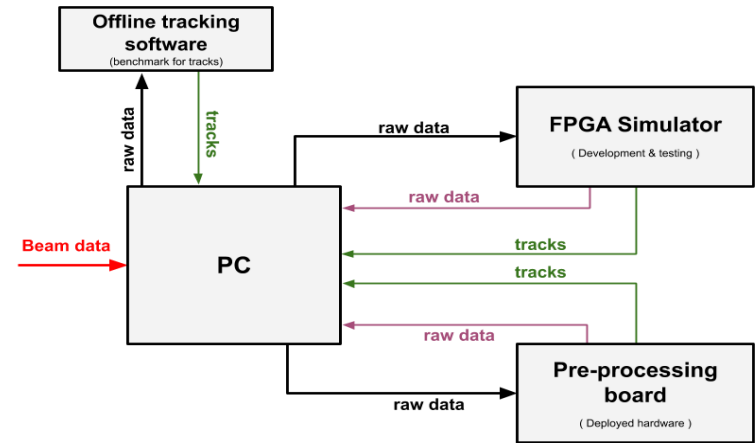 Offline tracking
software
(benchmark for tracks)
raw data
tracks
raw data
FPGA Simulator
( Development & testing )
raw data
Beam data
PC
tracks
tracks
raw data
raw data
Pre-processing
board
( Deployed hardware )